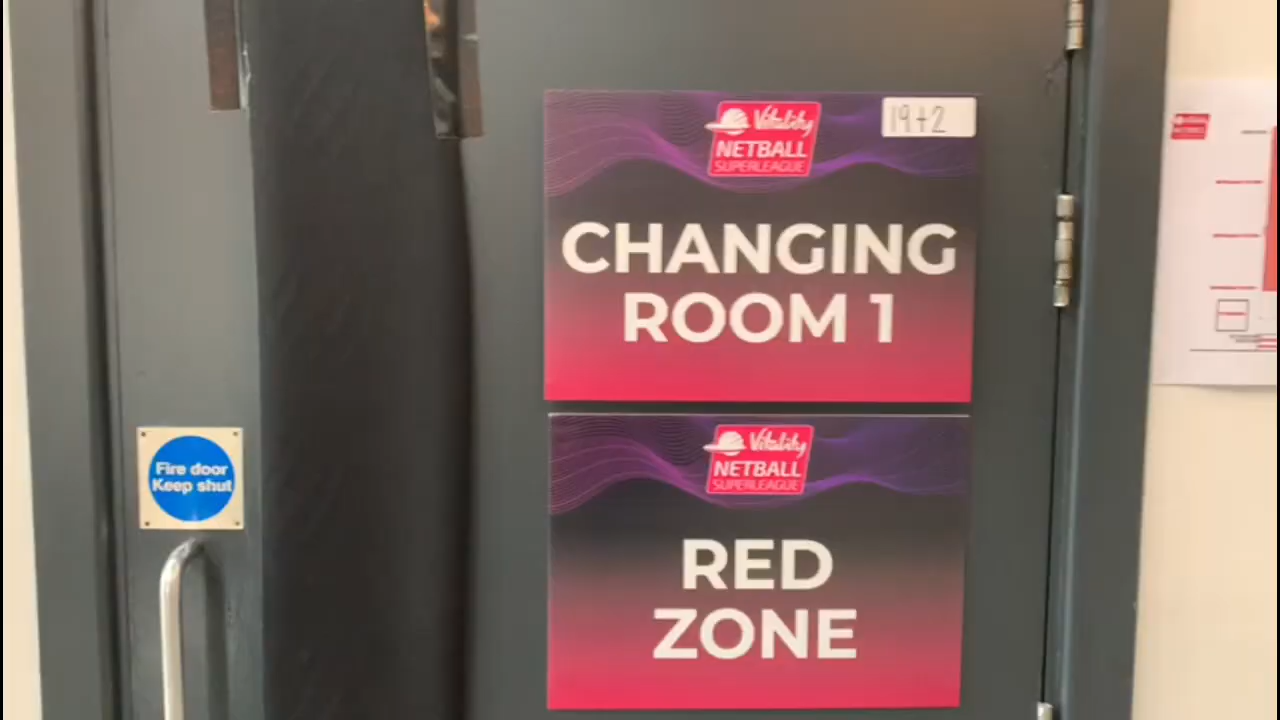 Vitality
NETBALL
SUPERLEAGUE
19+2
CHANGING
ROOM 1
Fire door
Keep shut
Vitality
NETBALL
SUPERLEAGUE
RED
ZONE